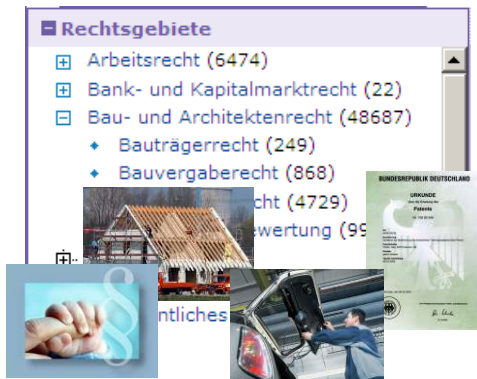 Rechtsgebiete
Arbeitsrecht (6474)
Bank- und Kapitalmarktrecht (22)
Bau- und Architektenrecht (48687)
Bauträgerrecht (249)
Bauvergaberecht (868)
cht (4729)
ewertung (99
ntliches
BUNDESREPUBLIK DEUTSCHLAND
URKUNDE
Patents
§